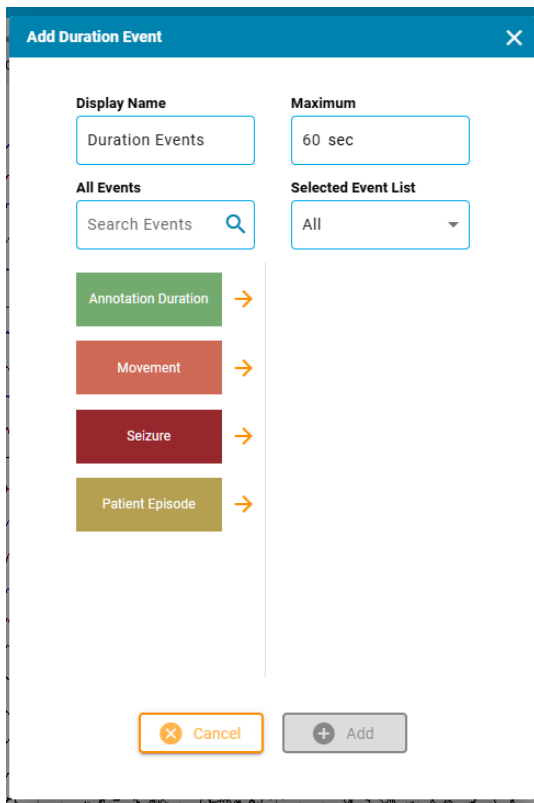 Add Duration Event
Display Name
Maximum
Duration Events
60 sec
All Events
Selected Event List
Search Events
All
Annotation Duration
Movement
Seizure
Patient Episode
Cancel
Add